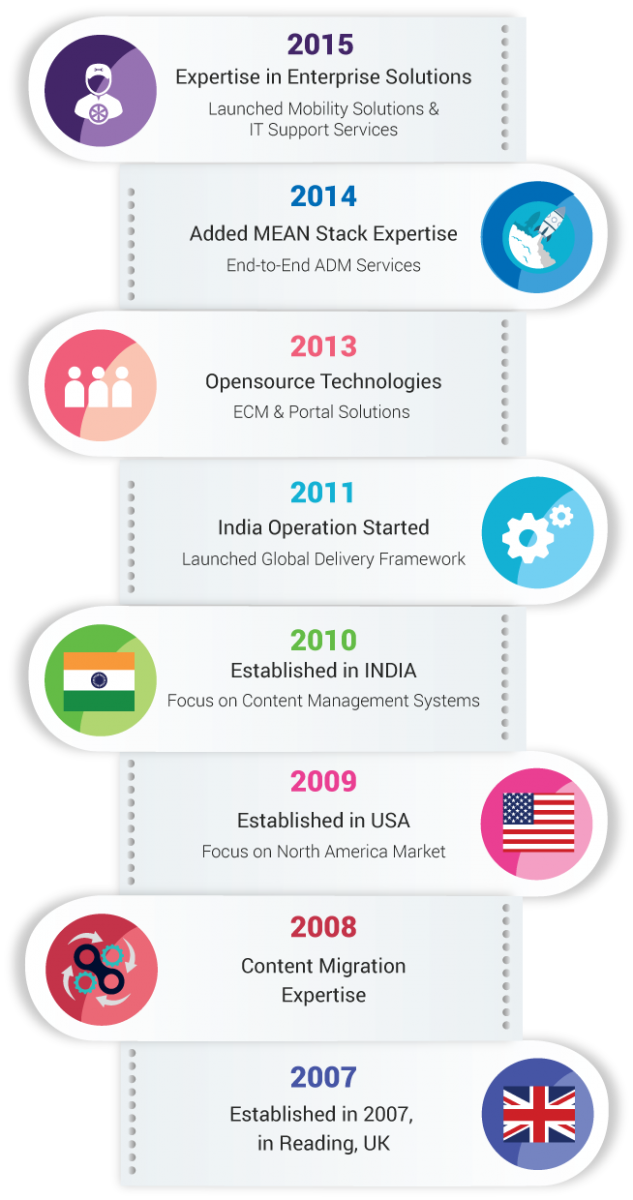 2015
Expertise in Enterprise Solutions
Launched Mobility Solutions &
IT Support Services
2014
Added MEAN Stack Expertise
End-to-End ADM Services
2013
Opensource Technologies
ECM & Portal Solutions
2011
India Operation Started
Launched Global Delivery Framework
2010
Established in INDIA
Focus on Content Management Systems
2009
Established in USA
Focus on North America Market
2008
Content Migration
Expertise
2007
Established in 2007,
in Reading, UK